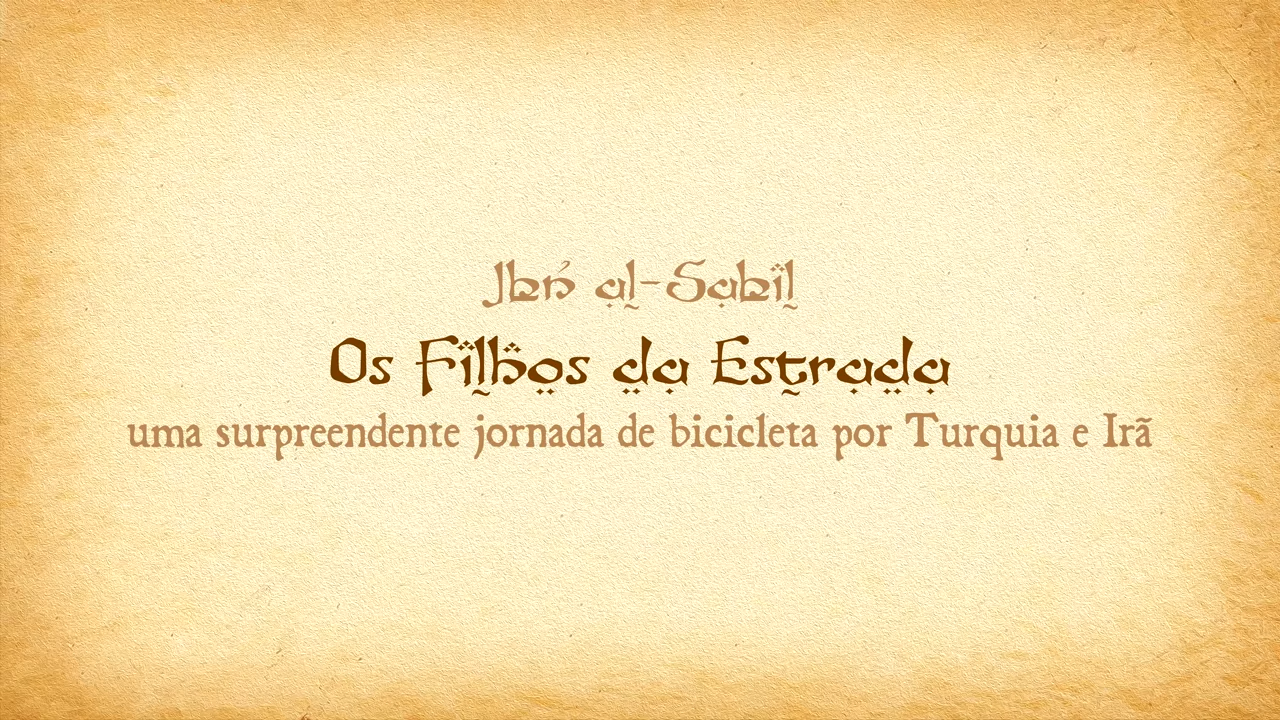 Ibn al-Sabil
Os Filhos da Estrada
uma surpreendente jornada de bicicleta por Turquia e Irã